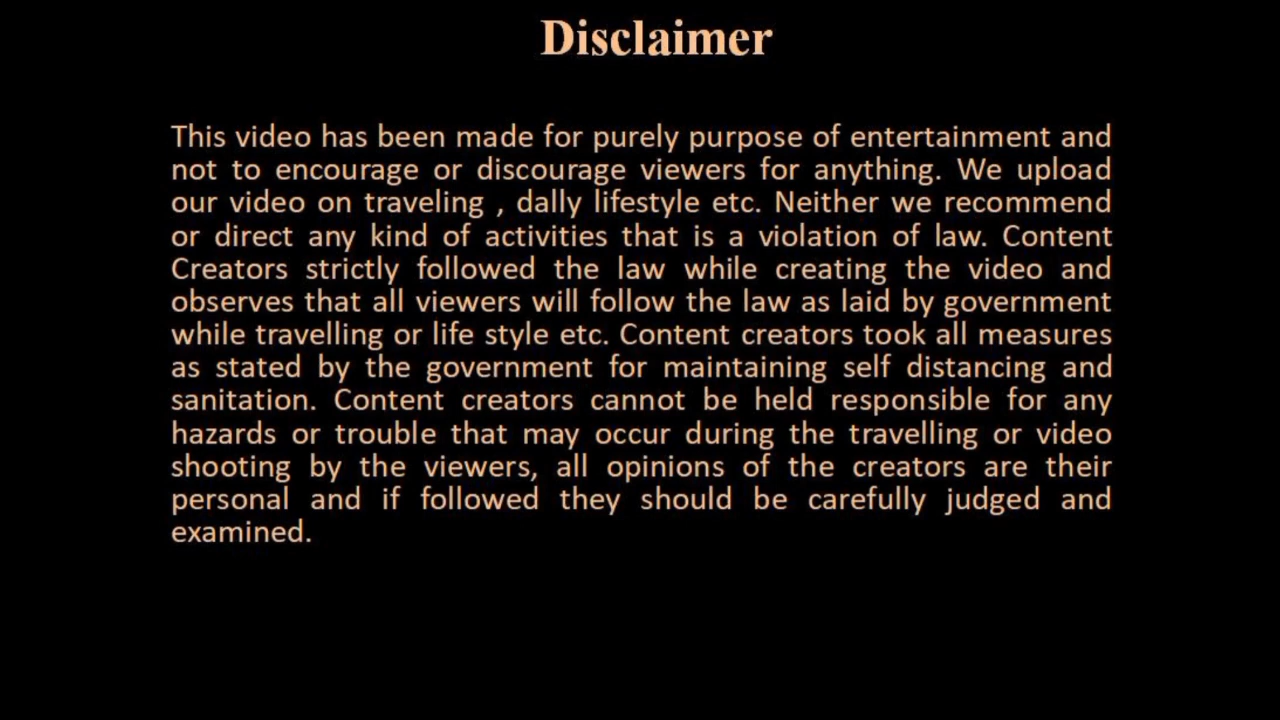 Disclaimer
This video has been made for purely purpose of entertainment and
not to encourage or discourage viewers for anything. We upload
our video on traveling , dally lifestyle etc. Neither we recommend
or direct any kind of activities that is a violation of law. Content
Creators strictly followed the law while creating the video and
observes that all viewers will follow the law as laid by government
while travelling or life style etc. Content creators took all measures
as stated by the government for maintaining self distancing and
sanitation. Content creators cannot be held responsible for any
hazards or trouble that may occur during the travelling or video
shooting by the viewers, all opinions of the creators are their
personal and if followed they should be carefully judged and
examined.